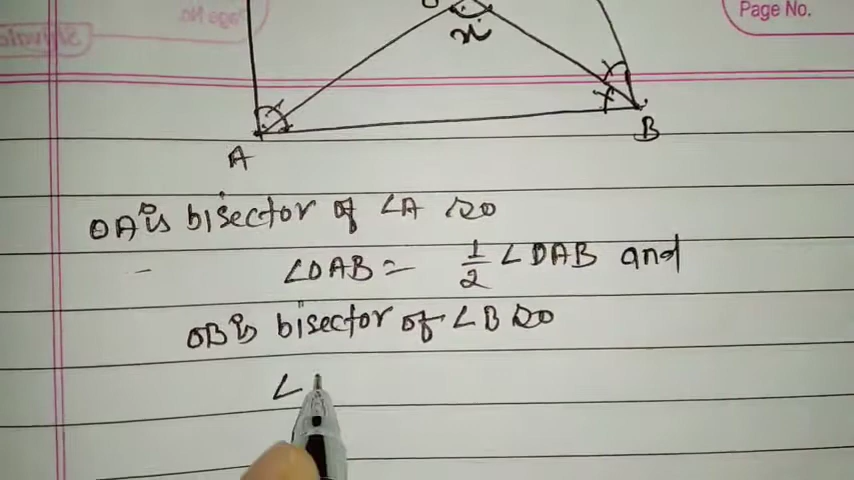 Page No.
x
A
B
OA is bisector of ∠A so
∠OAB = 1/2 ∠DAB and
OB is bisector of ∠B so
∠